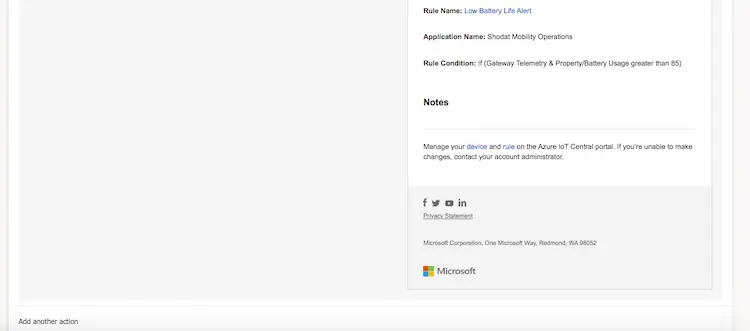 Rule Name: Low Battery Life Alert
Application Name: Shodat Mobility Operations
Rule Condition: If (Gateway Telemetry & Property/Battery Usage greater than 85)
Notes
Manage your device and rule on the Azure IoT Central portal. If you're unable to make
changes, contact your account administrator.
Privacy Statement
Microsoft Corporation, One Microsoft Way, Redmond, WA 98052
Microsoft
Add another action